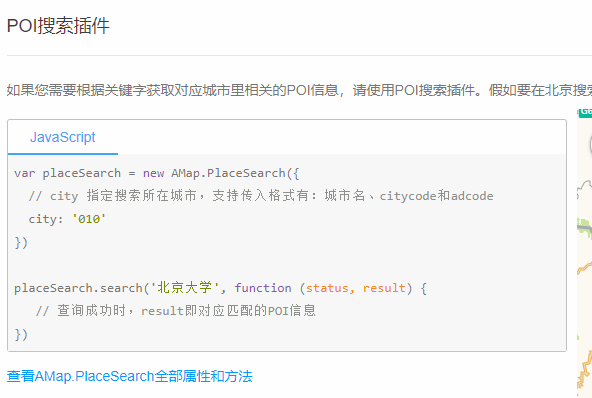 POI搜索插件
如果您需要根据关键字获取对应城市里相关的POI信息，请使用POI搜索插件。假如要在北京搜索
JavaScript
var placeSearch = new AMap.PlaceSearch({
// city 指定搜索所在城市，支持传入格式有：城市名、citycode和adcode
city: '010'
})
placeSearch.search('北京大学', function (status, result) {
// 查询成功时，result即对应匹配的POI信息
})
查看AMap.PlaceSearch全部属性和方法